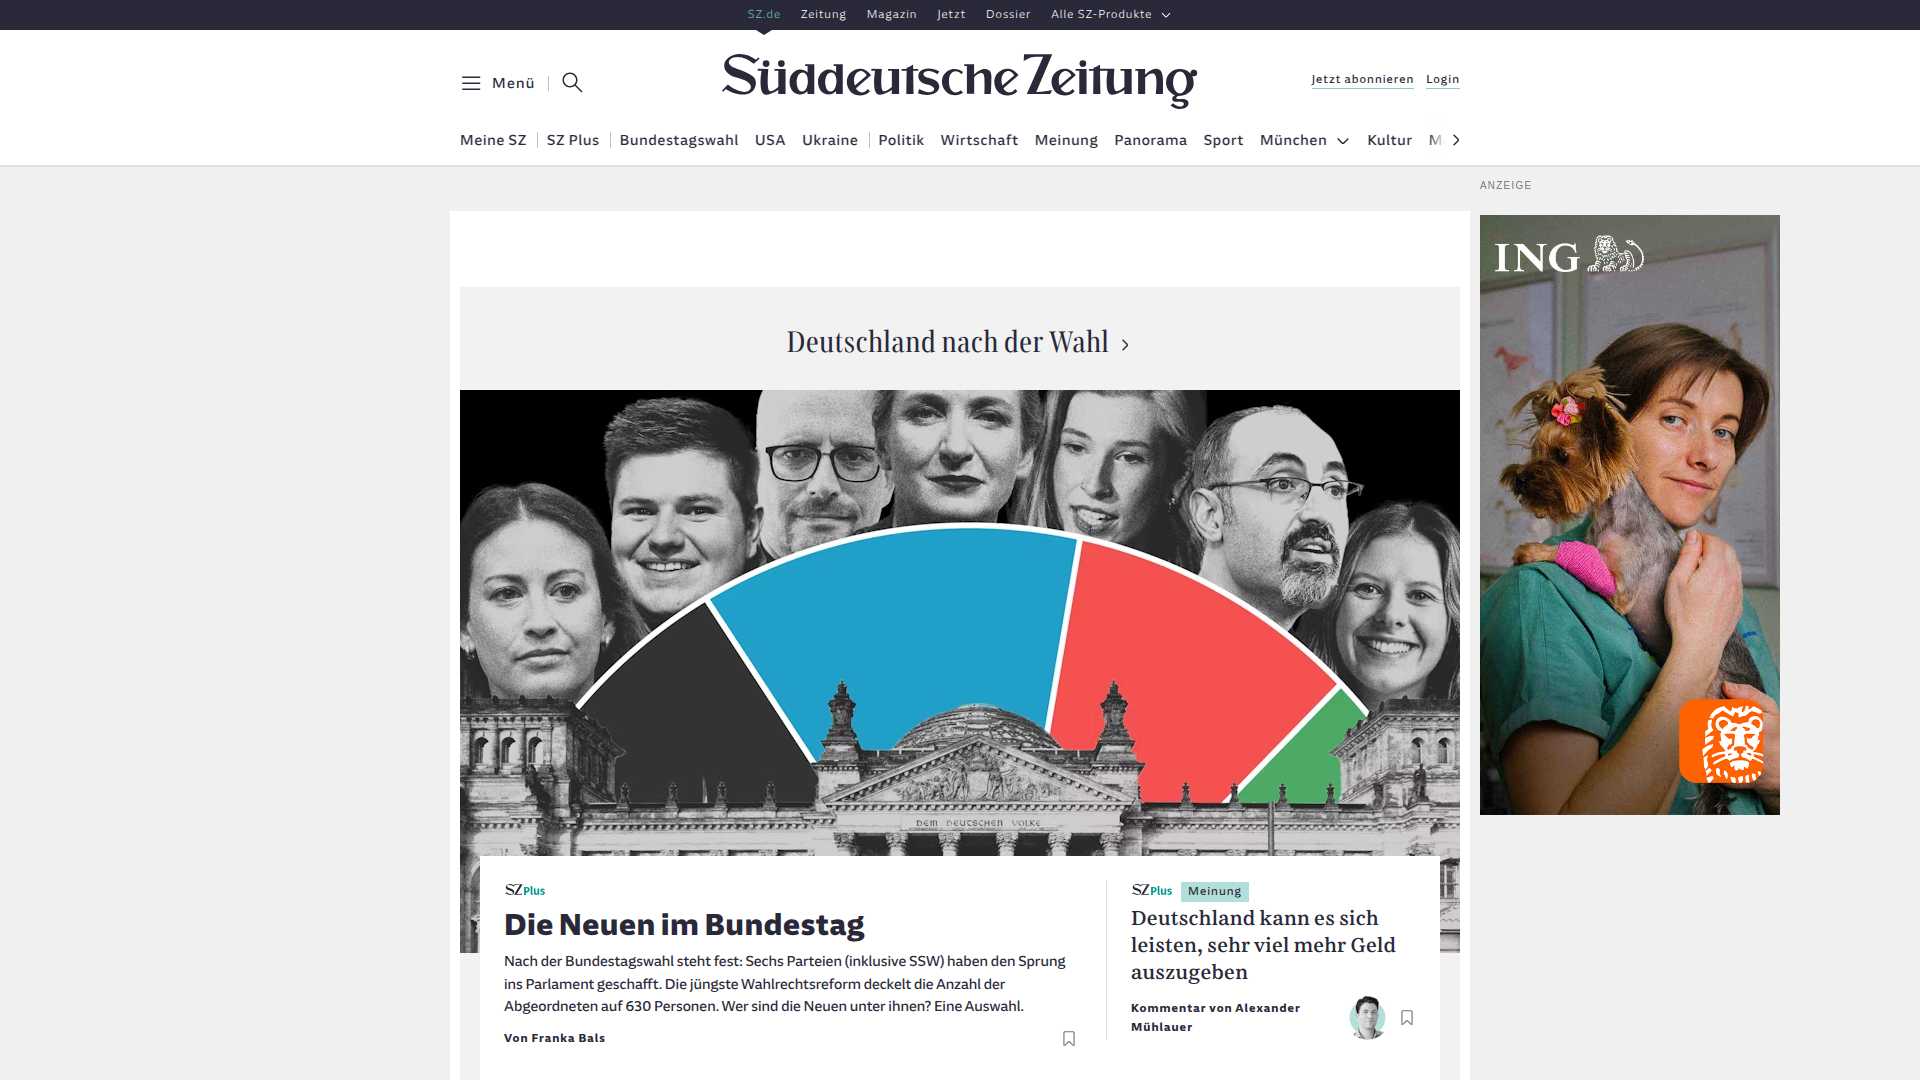 SZ.de Zeitung Magazin Jetzt Dossier Alle SZ-Produkte
Menü
Süddeutsche Zeitung
Jetzt abonnieren Login
Meine SZ SZ Plus Bundestagswahl USA Ukraine Politik Wirtschaft Meinung Panorama Sport München Kultur M
ANZEIGE
ING
Deutschland nach der Wahl
DEM DEUTSCHEN VOLKE
SZ Plus
Die Neuen im Bundestag
Nach der Bundestagswahl steht fest: Sechs Parteien (inklusive SSW) haben den Sprung
ins Parlament geschafft. Die jüngste Wahlrechtsreform deckelt die Anzahl der
Abgeordneten auf 630 Personen. Wer sind die Neuen unter ihnen? Eine Auswahl.
Von Franka Bals
SZ Plus Meinung
Deutschland kann es sich
leisten, sehr viel mehr Geld
auszugeben
Kommentar von Alexander
Mühlauer